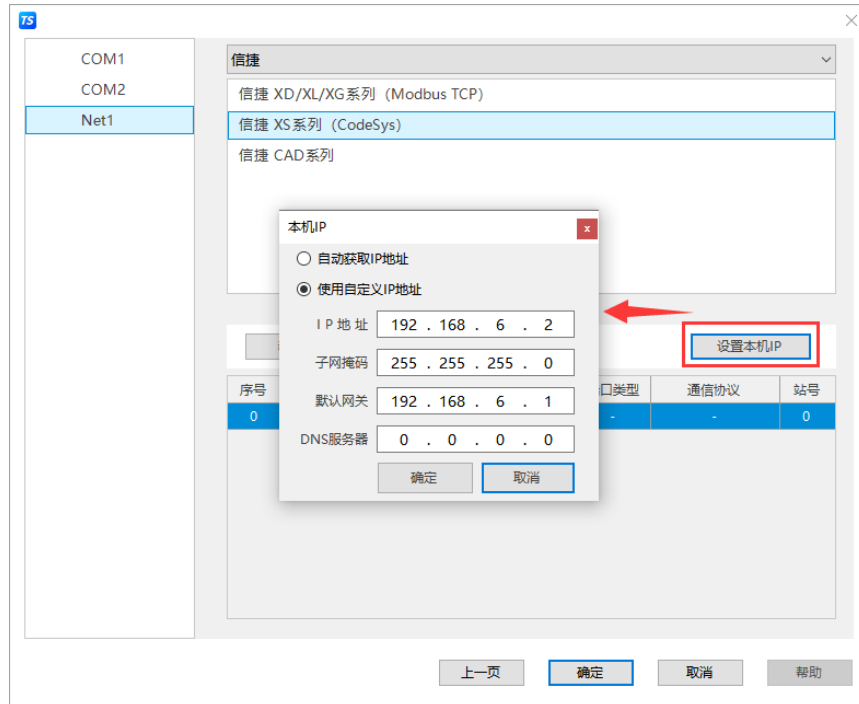 TS
COM1
COM2
Net1
信捷
信捷 XD/XL/XG系列（Modbus TCP）
信捷 XS系列（CodeSys）
信捷 CAD系列
本机IP
x
自动获取IP地址
使用自定义IP地址
IP地址 192 . 168 . 6 . 2
子网掩码 255 . 255 . 255 . 0
默认网关 192 . 168 . 6 . 1
DNS服务器 0 . 0 . 0 . 0
确定 取消
设置本机IP
序号 口类型 通信协议 站号
0 - - 0
上一页 确定 取消 帮助